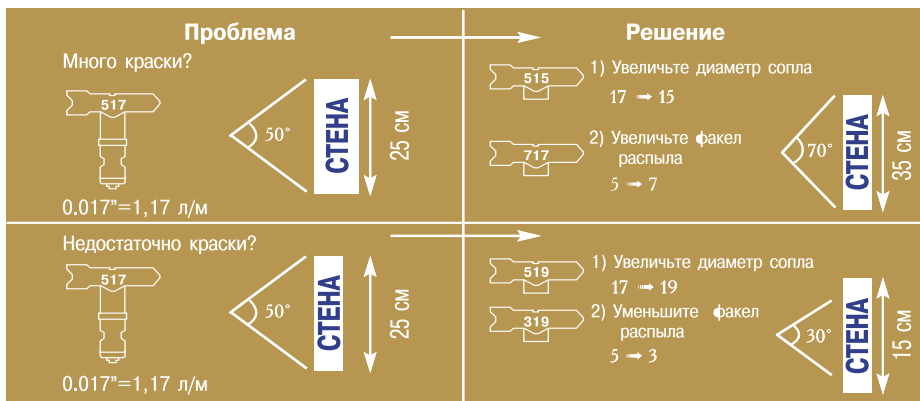 Проблема
Решение
Много краски?
517
50°
СТЕНА
25 см
0.017”=1,17 л/м
515
1) Увеличьте диаметр сопла
17 → 15
717
2) Увеличьте факел
распыла
5 → 7
70°
СТЕНА
35 см
Недостаточно краски?
517
50°
СТЕНА
25 см
0.017”=1,17 л/м
519
1) Увеличьте диаметр сопла
17 → 19
319
2) Уменьшите факел
распыла
5 → 3
30°
СТЕНА
15 см